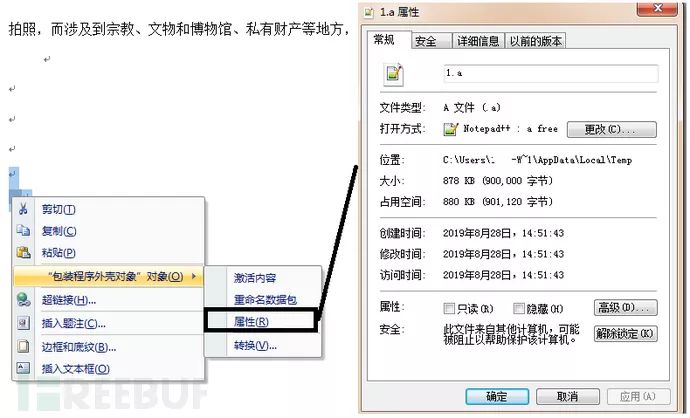 拍照，而涉及到宗教、文物和博物馆、私有财产等地方，
剪切(T)
复制(C)
粘贴(P)
“包装程序外壳对象”对象(O)
超链接(H)...
插入题注(C)...
边框和底纹(B)...
插入文本框(O)
激活内容
重命名数据包
属性(R)
转换(V)...
1.a 属性
常规
安全
详细信息
以前的版本
1.a
文件类型: A 文件 (.a)
打开方式: Notepad++ : a free 更改(C)...
位置: C:\Users\. -W~1\AppData\Local\Temp
大小: 878 KB (900,000 字节)
占用空间: 880 KB (901,120 字节)
创建时间: 2019年8月28日，14:51:43
修改时间: 2019年8月28日，14:51:43
访问时间: 2019年8月28日，14:51:43
属性: 只读(R) 隐藏(H) 高级(D)...
安全: 此文件来自其他计算机，可能
被阻止以帮助保护该计算机。 解除锁定(K)
确定 取消 应用(A)
FREEBUF